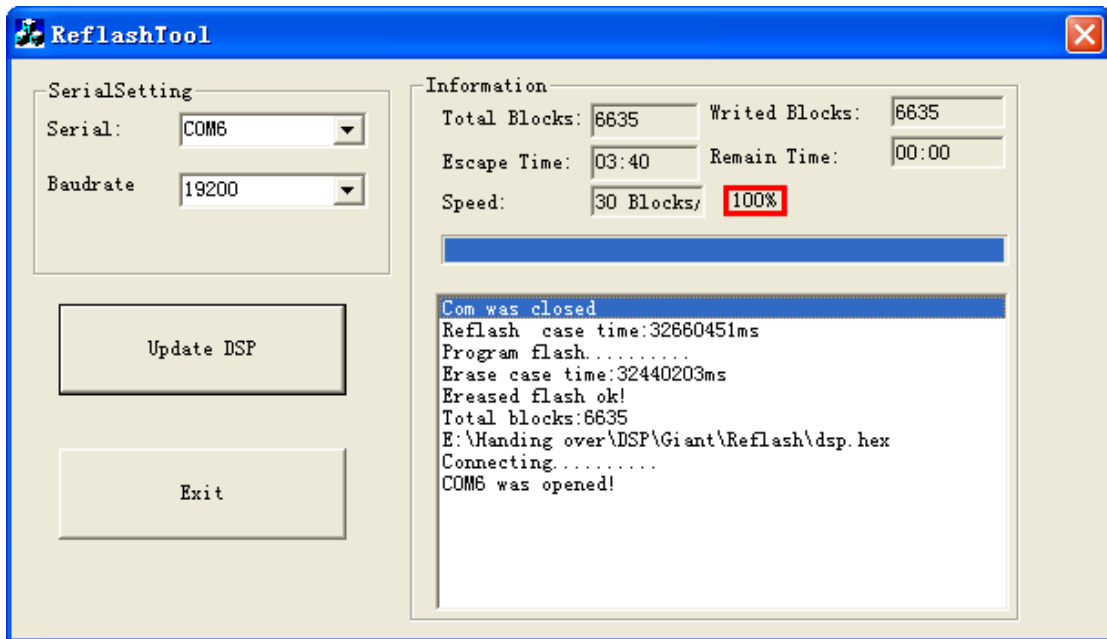 ReflashTool
SerialSetting
Serial: COM6
Baudrate 19200
Update DSP
Exit
Information
Total Blocks: 6635 Writed Blocks: 6635
Escape Time: 03:40 Remain Time: 00:00
Speed: 30 Blocks/ 100%
Com was closed
Reflash case time:32660451ms
Program flash..........
Erase case time:32440203ms
Ereased flash ok!
Total blocks:6635
E:\Handing over\DSP\Giant\Reflash\dsp.hex
Connecting..........
COM6 was opened!